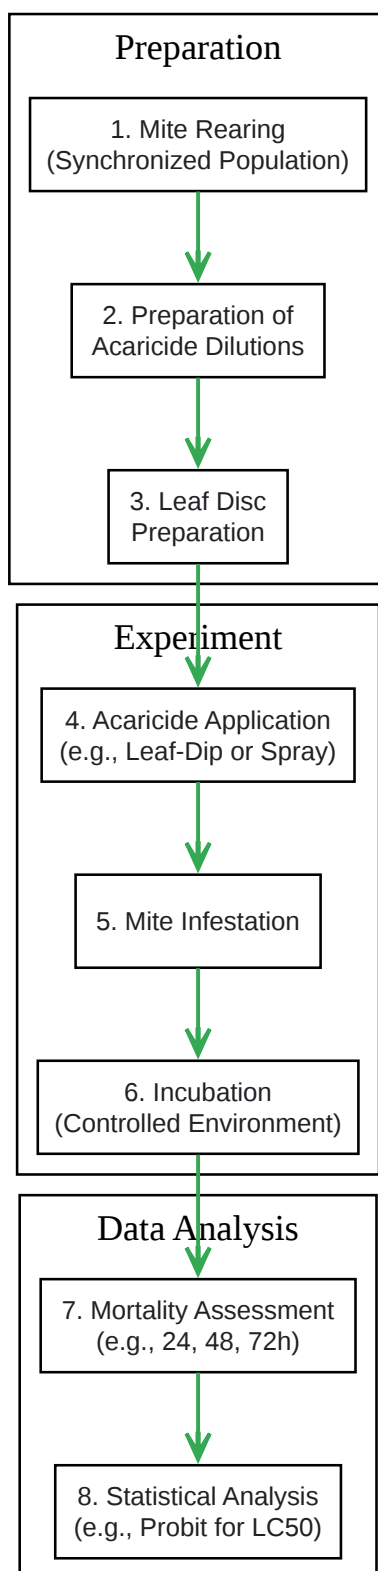 Preparation
1. Mite Rearing
(Synchronized Population)
2. Preparation of
Acaricide Dilutions
3. Leaf Disc
Preparation
Experiment
4. Acaricide Application
(e.g., Leaf-Dip or Spray)
5. Mite Infestation
6. Incubation
(Controlled Environment)
Data Analysis
7. Mortality Assessment
(e.g., 24, 48, 72h)
8. Statistical Analysis
(e.g., Probit for LC50)